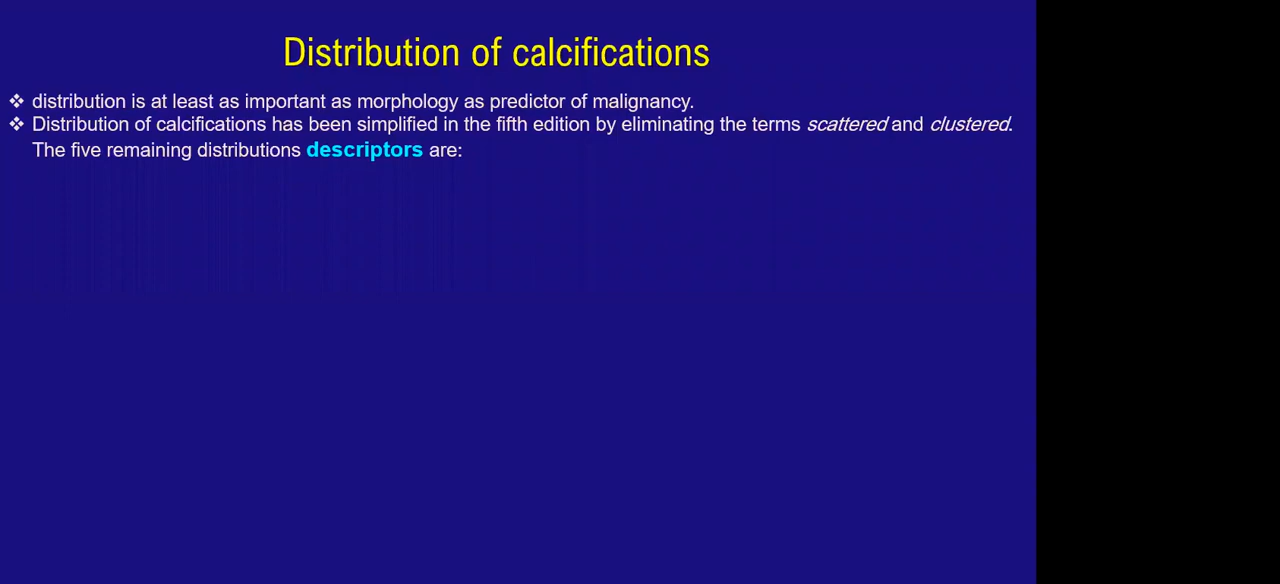 Distribution of calcifications
❖ distribution is at least as important as morphology as predictor of malignancy.
❖ Distribution of calcifications has been simplified in the fifth edition by eliminating the terms scattered and clustered.
The five remaining distributions descriptors are: